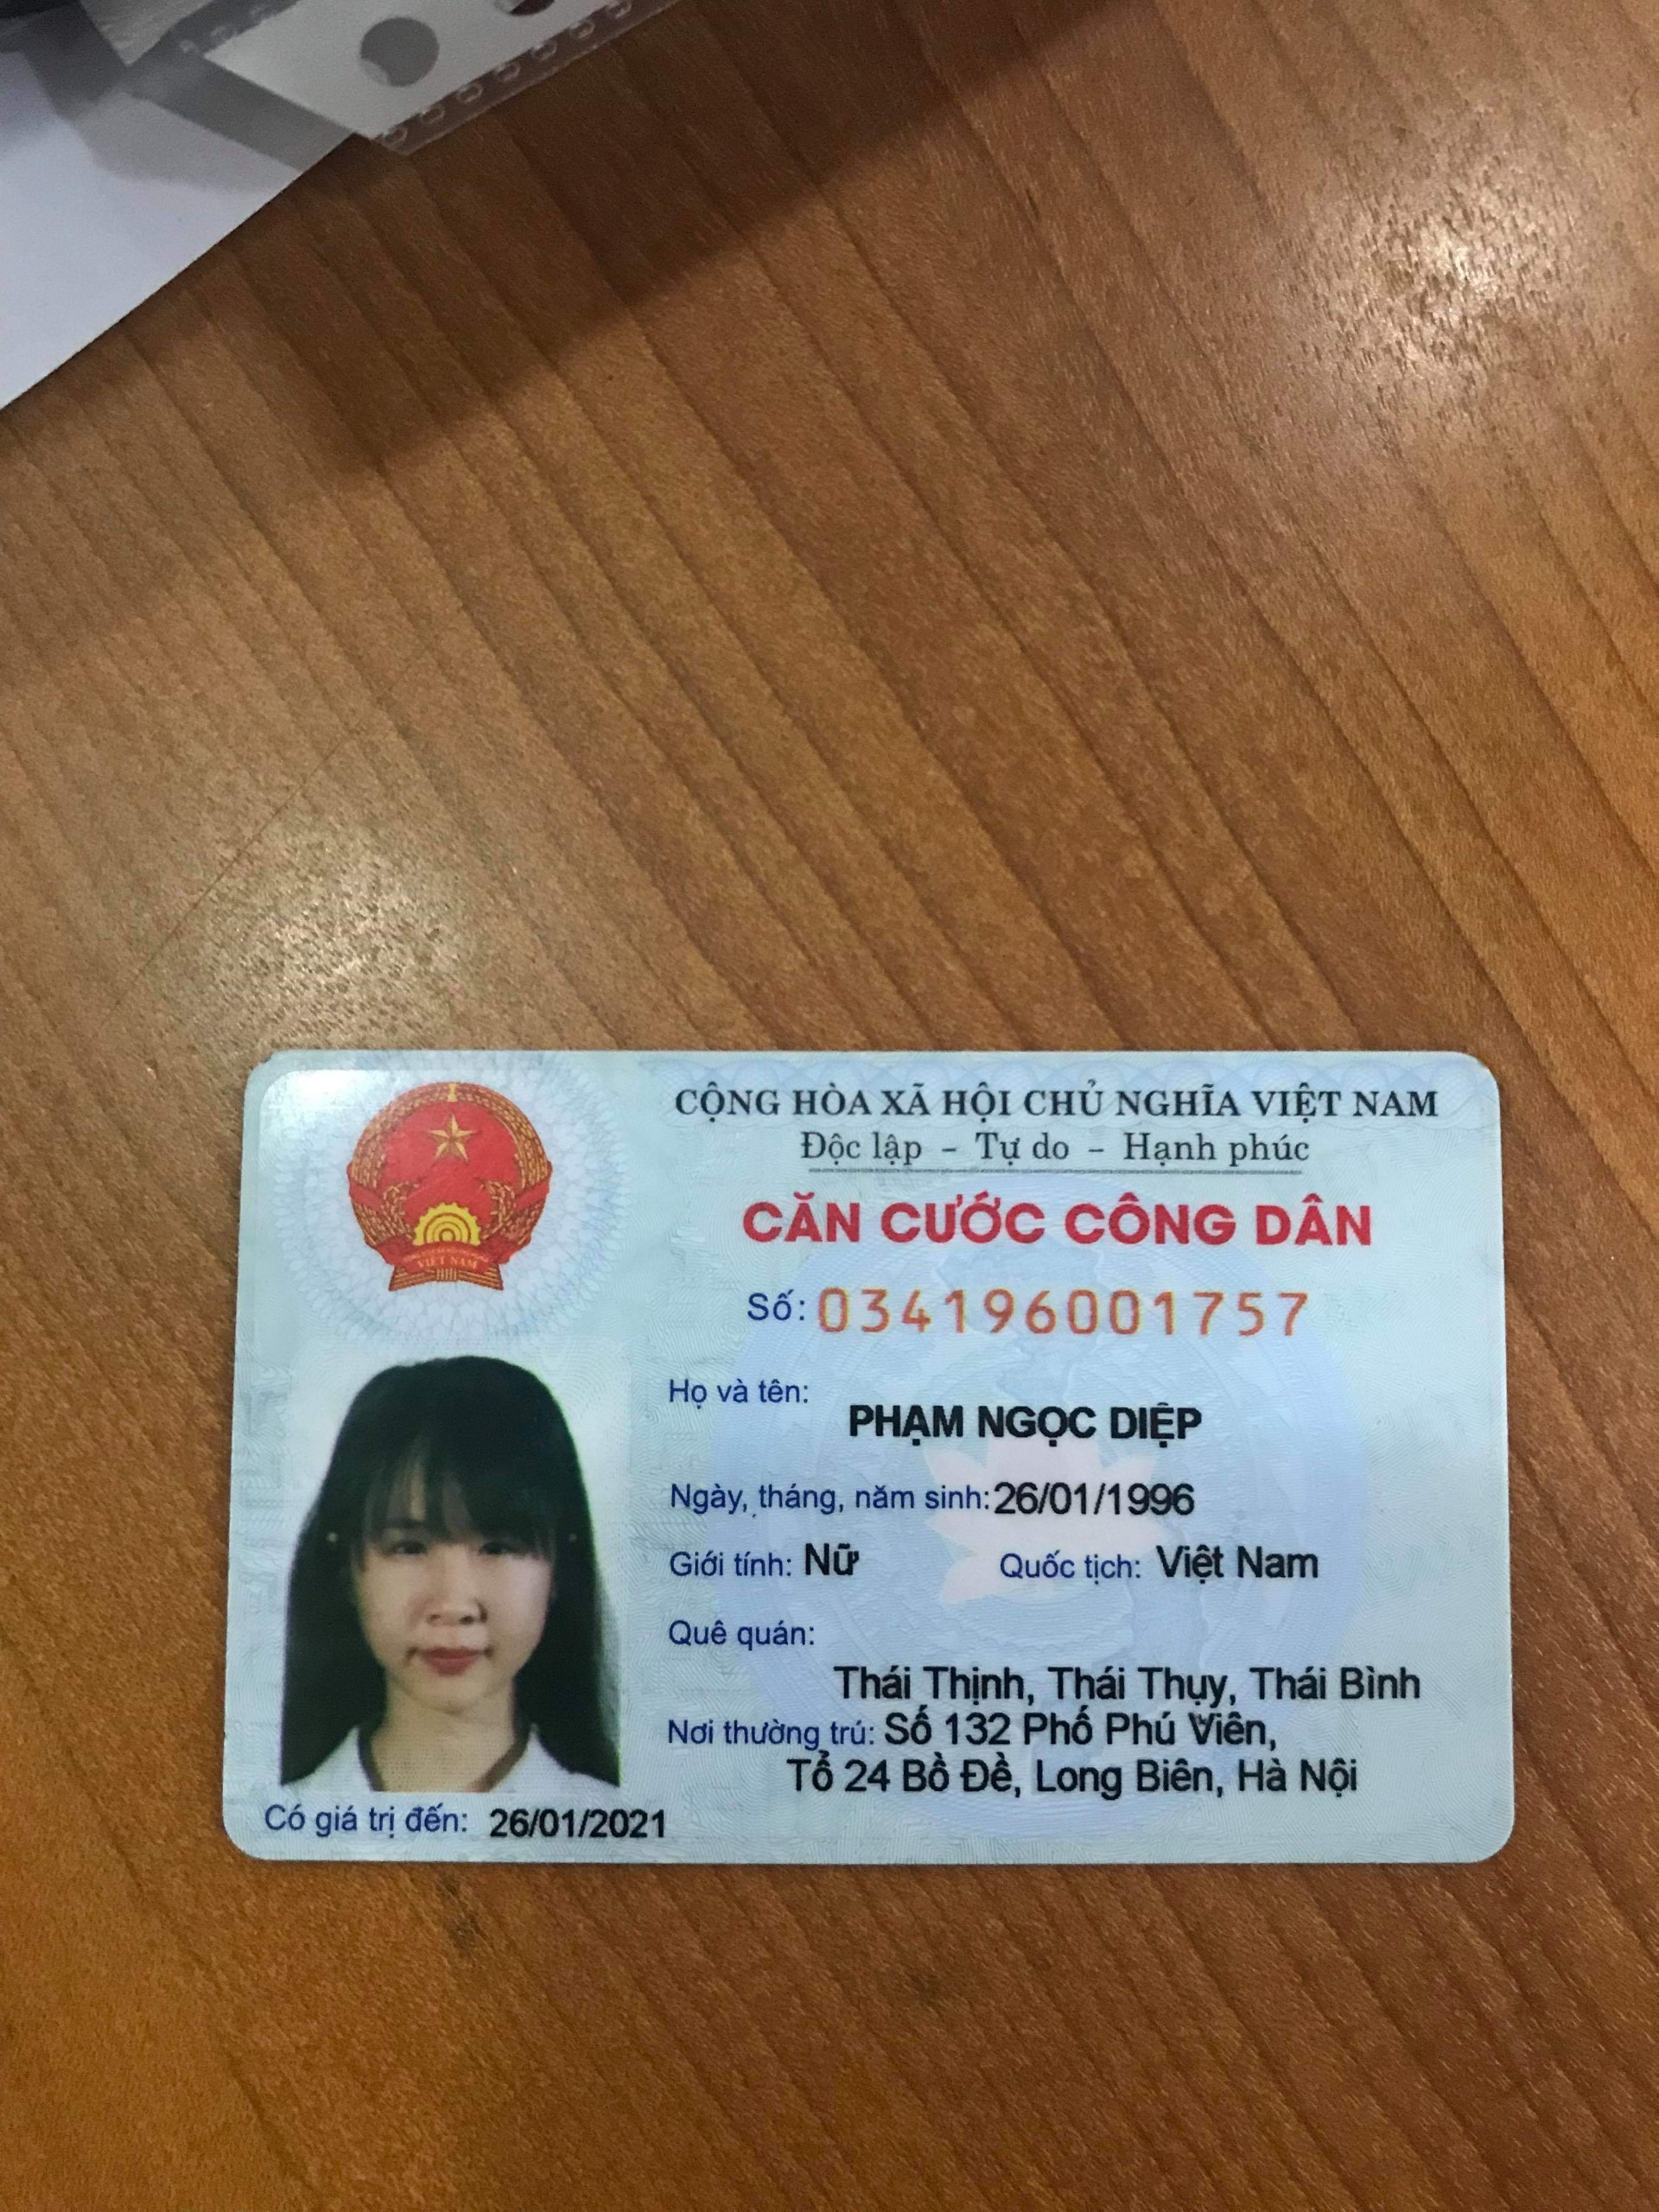 CỘNG HÒA XÃ HỘI CHỦ NGHĨA VIỆT NAM
Độc lập - Tự do - Hạnh phúc
CĂN CƯỚC CÔNG DÂN
Số: 034196001757
Họ và tên:
PHẠM NGỌC DIỆP
Ngày, tháng, năm sinh: 26/01/1996
Giới tính: Nữ Quốc tịch: Việt Nam
Quê quán:
Thái Thịnh, Thái Thụy, Thái Bình
Nơi thường trú: Số 132 Phố Phú Viên,
Tổ 24 Bồ Đề, Long Biên, Hà Nội
Có giá trị đến: 26/01/2021
VIỆT NAM